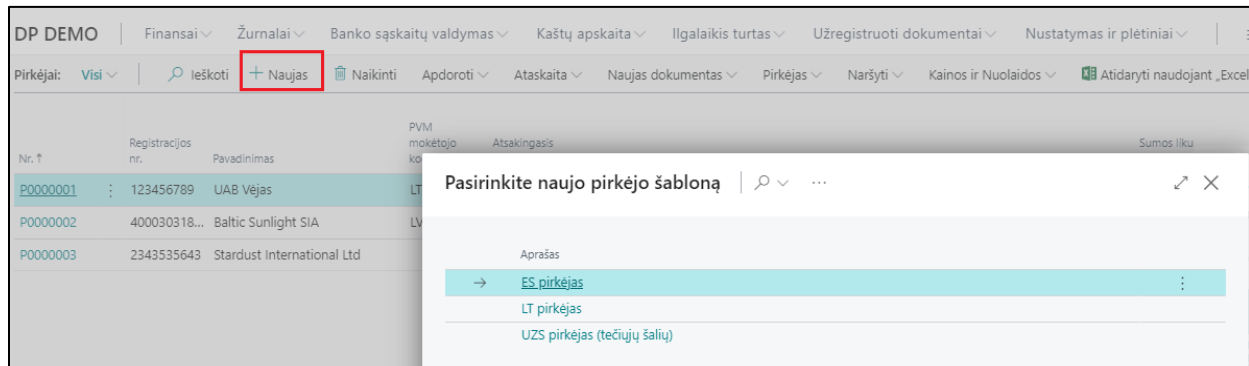 DP DEMO Finansai Žurnalai Banko sąskaitų valdymas Kaštų apskaita Ilgalaikis turtas Užregistruoti dokumentai Nustatymas ir plėtiniai
Pirkėjai: Visi Ieškoti + Naujas Naikinti Apdoroti Ataskaita Naujas dokumentas Pirkėjas Naršyti Kainos ir Nuolaidos Atidaryti naudojant „Excel
Nr. ↑ Registracijos nr. Pavadinimas PVM mokėtojo ko Atsakingasis Sumos liku
P0000001 123456789 UAB Vėjas LT
P0000002 400030318... Baltic Sunlight SIA LV
P0000003 2343535643 Stardust International Ltd
Pasirinkite naujo pirkėjo šabloną
Aprašas
→ ES pirkėjas
LT pirkėjas
UZS pirkėjas (tečiųjų šalių)